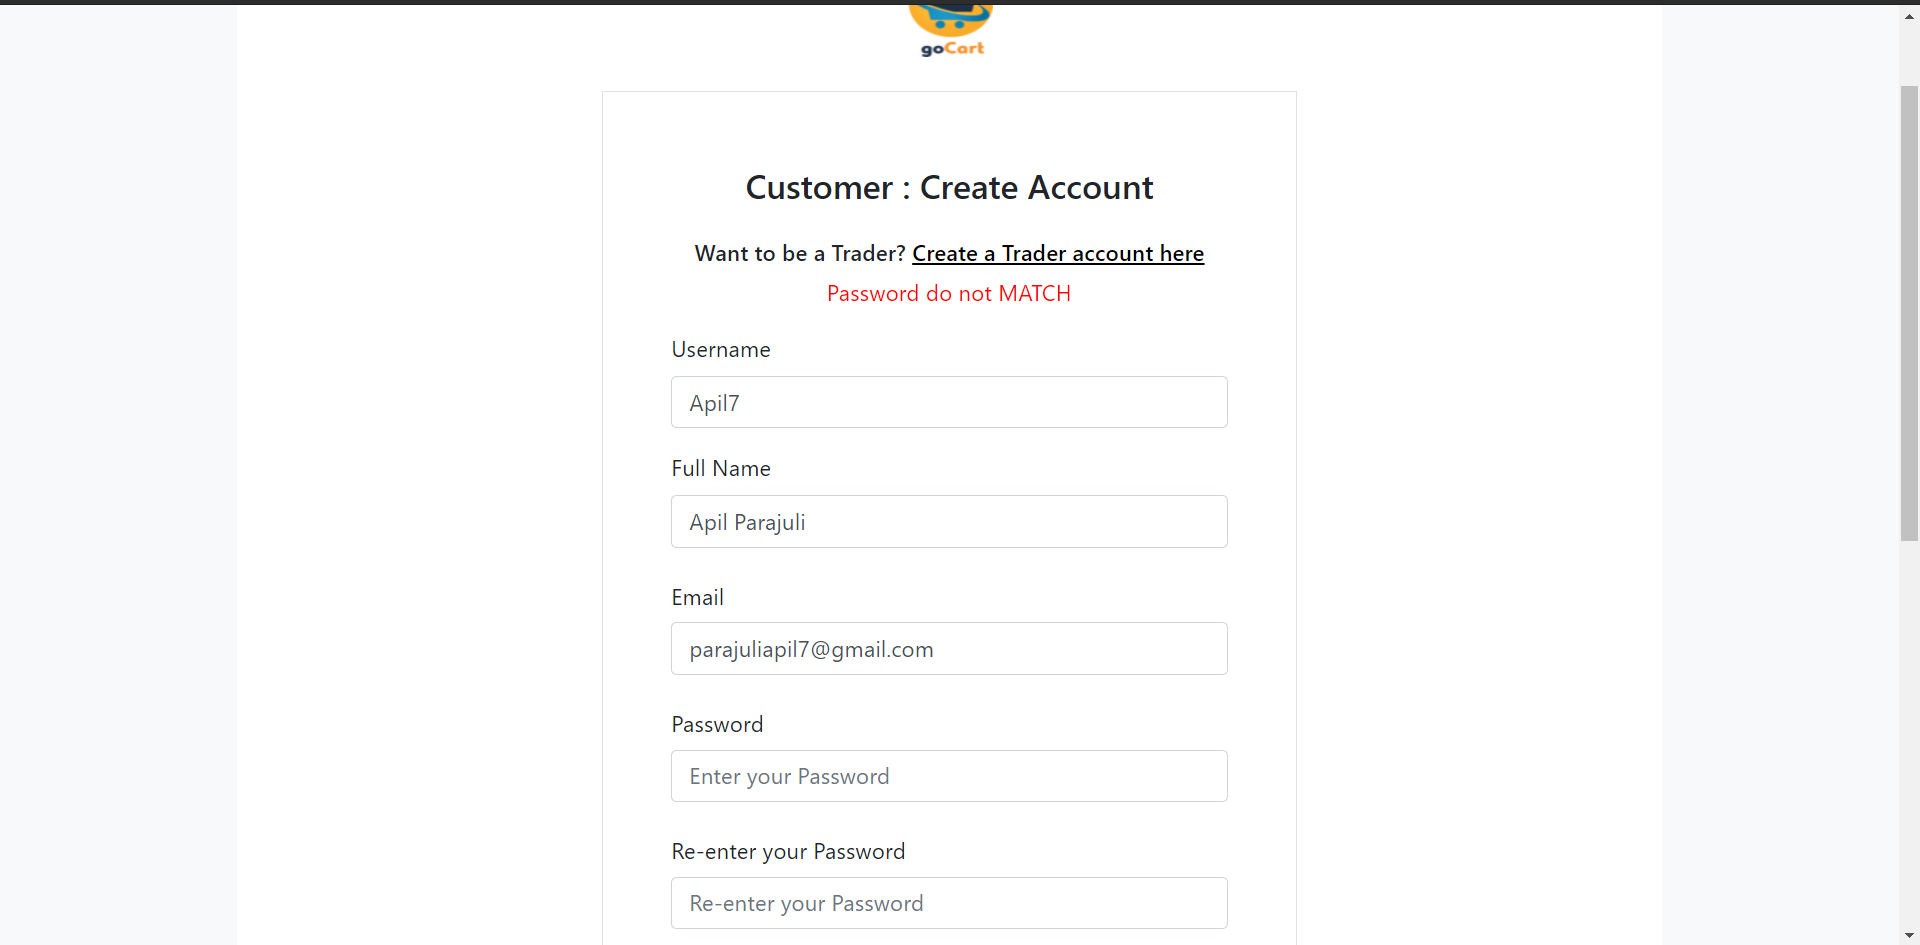 goCart
Customer : Create Account
Want to be a Trader? Create a Trader account here
Password do not MATCH
Username
Apil7
Full Name
Apil Parajuli
Email
parajuliapil7@gmail.com
Password
Enter your Password
Re-enter your Password
Re-enter your Password